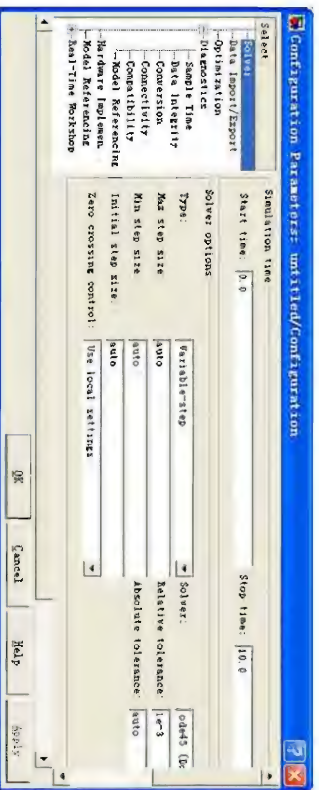 Configuration Parameters: untitled/Configuration
Select
Solver
Data Import/Export
Optimization
Diagnostics
Sample Time
Data Integrity
Conversion
Connectivity
Compatibility
Model Referencing
Hardware Implemen
Model Referencing
Real-Time Workshop
Simulation time
Start time: 0.0
Stop time: 10.0
Solver options
Type: Variable-step
Solver: ode45 (Do
Max step size auto
Relative tolerance: 1e-3
Min step size auto
Absolute tolerance: auto
Initial step size: auto
Zero crossing control: Use local settings
OK
Cancel
Help
Apply